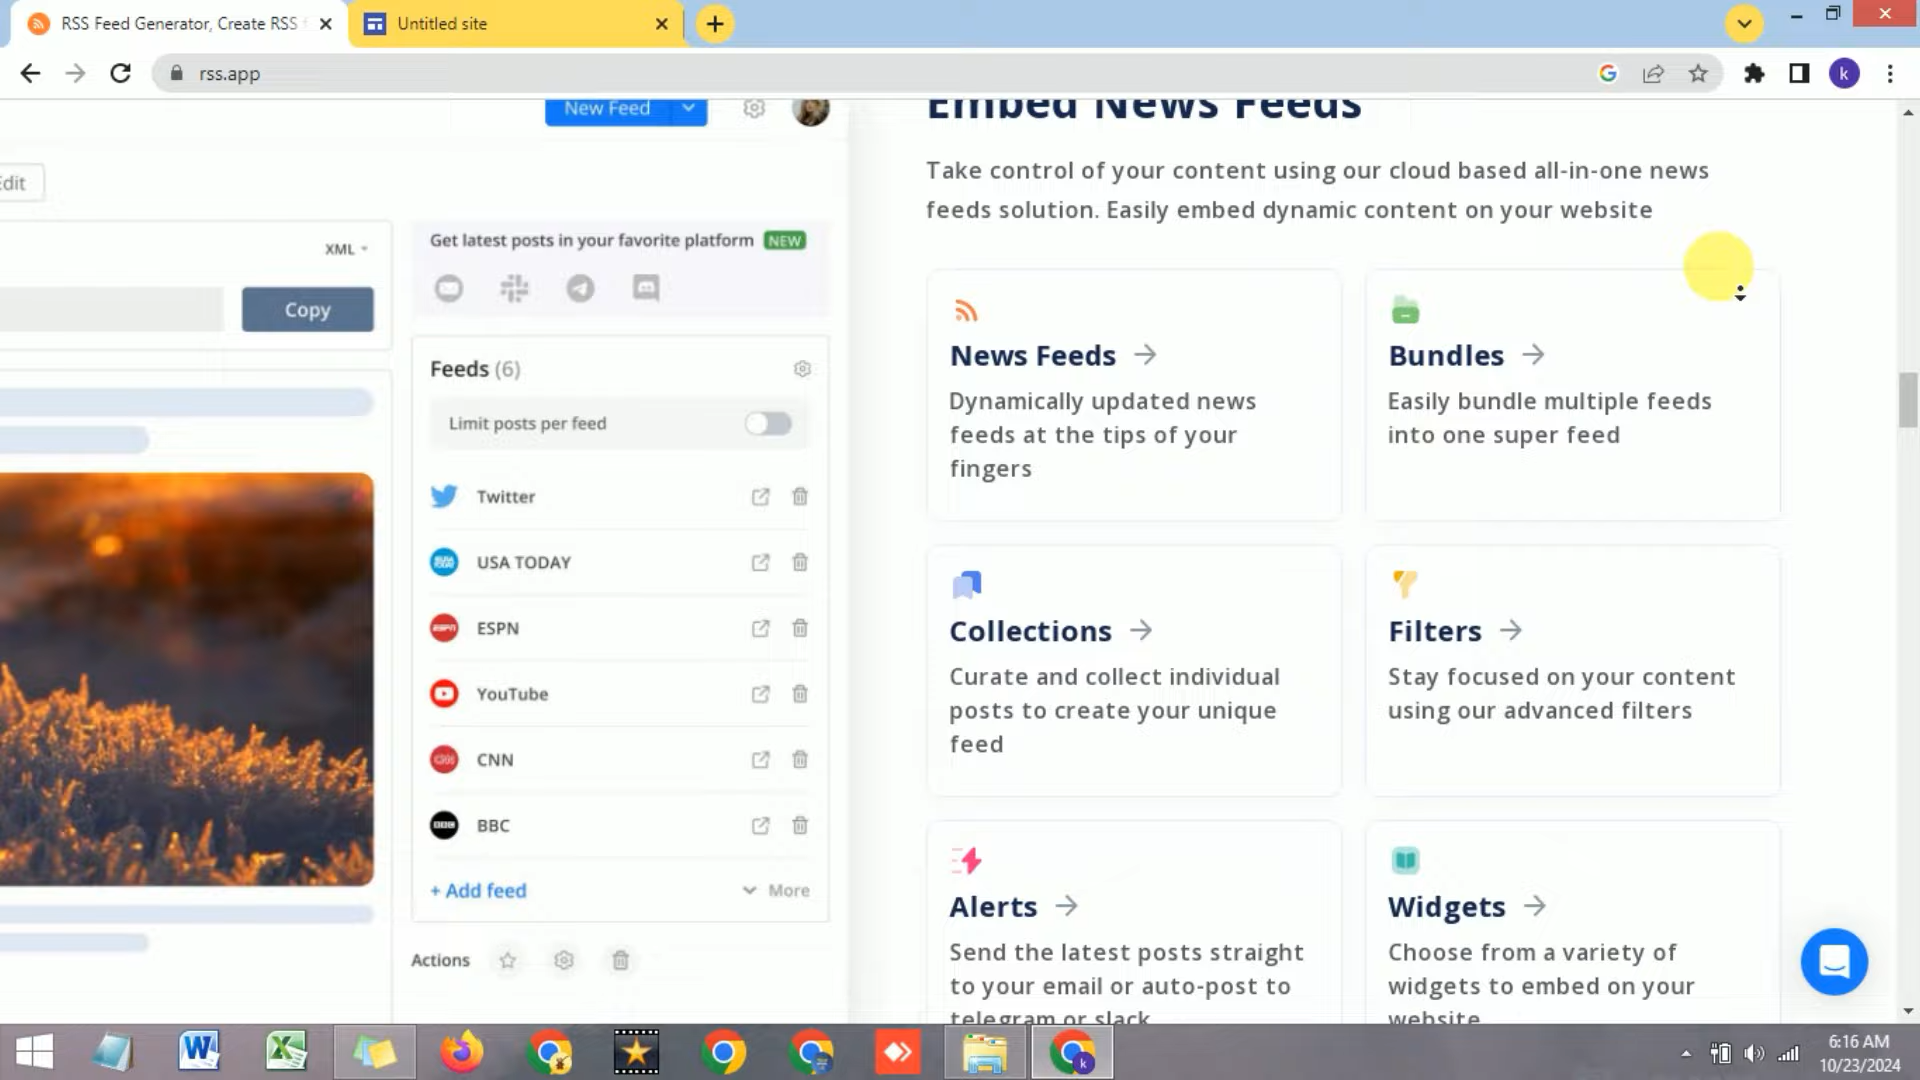 RSS Feed Generator, Create RSS f
Untitled site
rss.app
k
New Feed
Edit
XML
Copy
Get latest posts in your favorite platform NEW
Feeds (6)
Limit posts per feed
Twitter
USA TODAY
ESPN
YouTube
CNN
BBC
+ Add feed
More
Actions
Embed News Feeds
Take control of your content using our cloud based all-in-one news
feeds solution. Easily embed dynamic content on your website
News Feeds →
Dynamically updated news
feeds at the tips of your
fingers
Bundles →
Easily bundle multiple feeds
into one super feed
Collections →
Curate and collect individual
posts to create your unique
feed
Filters →
Stay focused on your content
using our advanced filters
Alerts →
Send the latest posts straight
to your email or auto-post to
telegram or slack
Widgets →
Choose from a variety of
widgets to embed on your
website
6:16 AM
10/23/2024